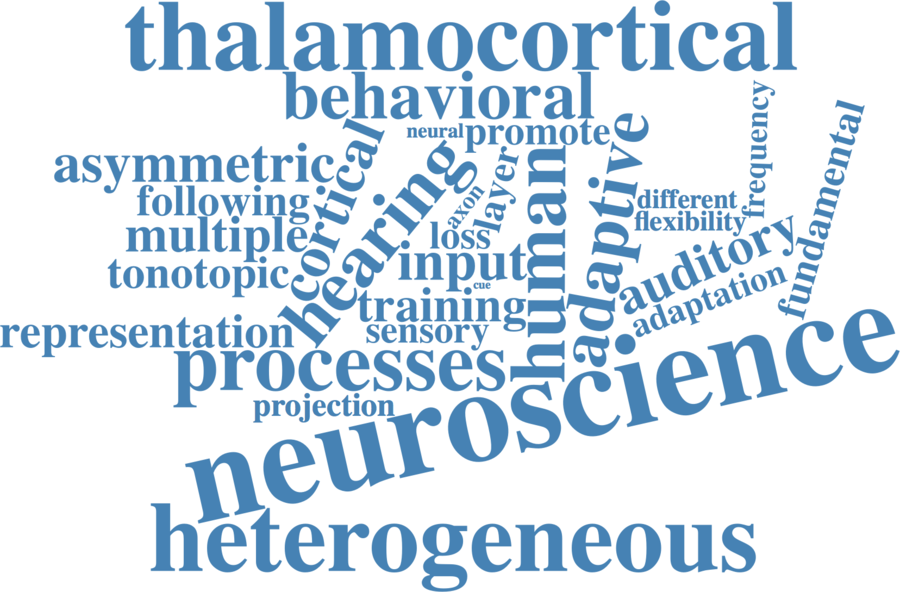 thalamocortical
behavioral
neural
promote
frequency
fundamental
asymmetric
cortical
hearing
axon
layer
human
adaptive
different
flexibility
following
multiple
loss
auditory
tonotopic
input
cue
adaptation
training
representation
sensory
processes
projection
neuroscience
heterogeneous